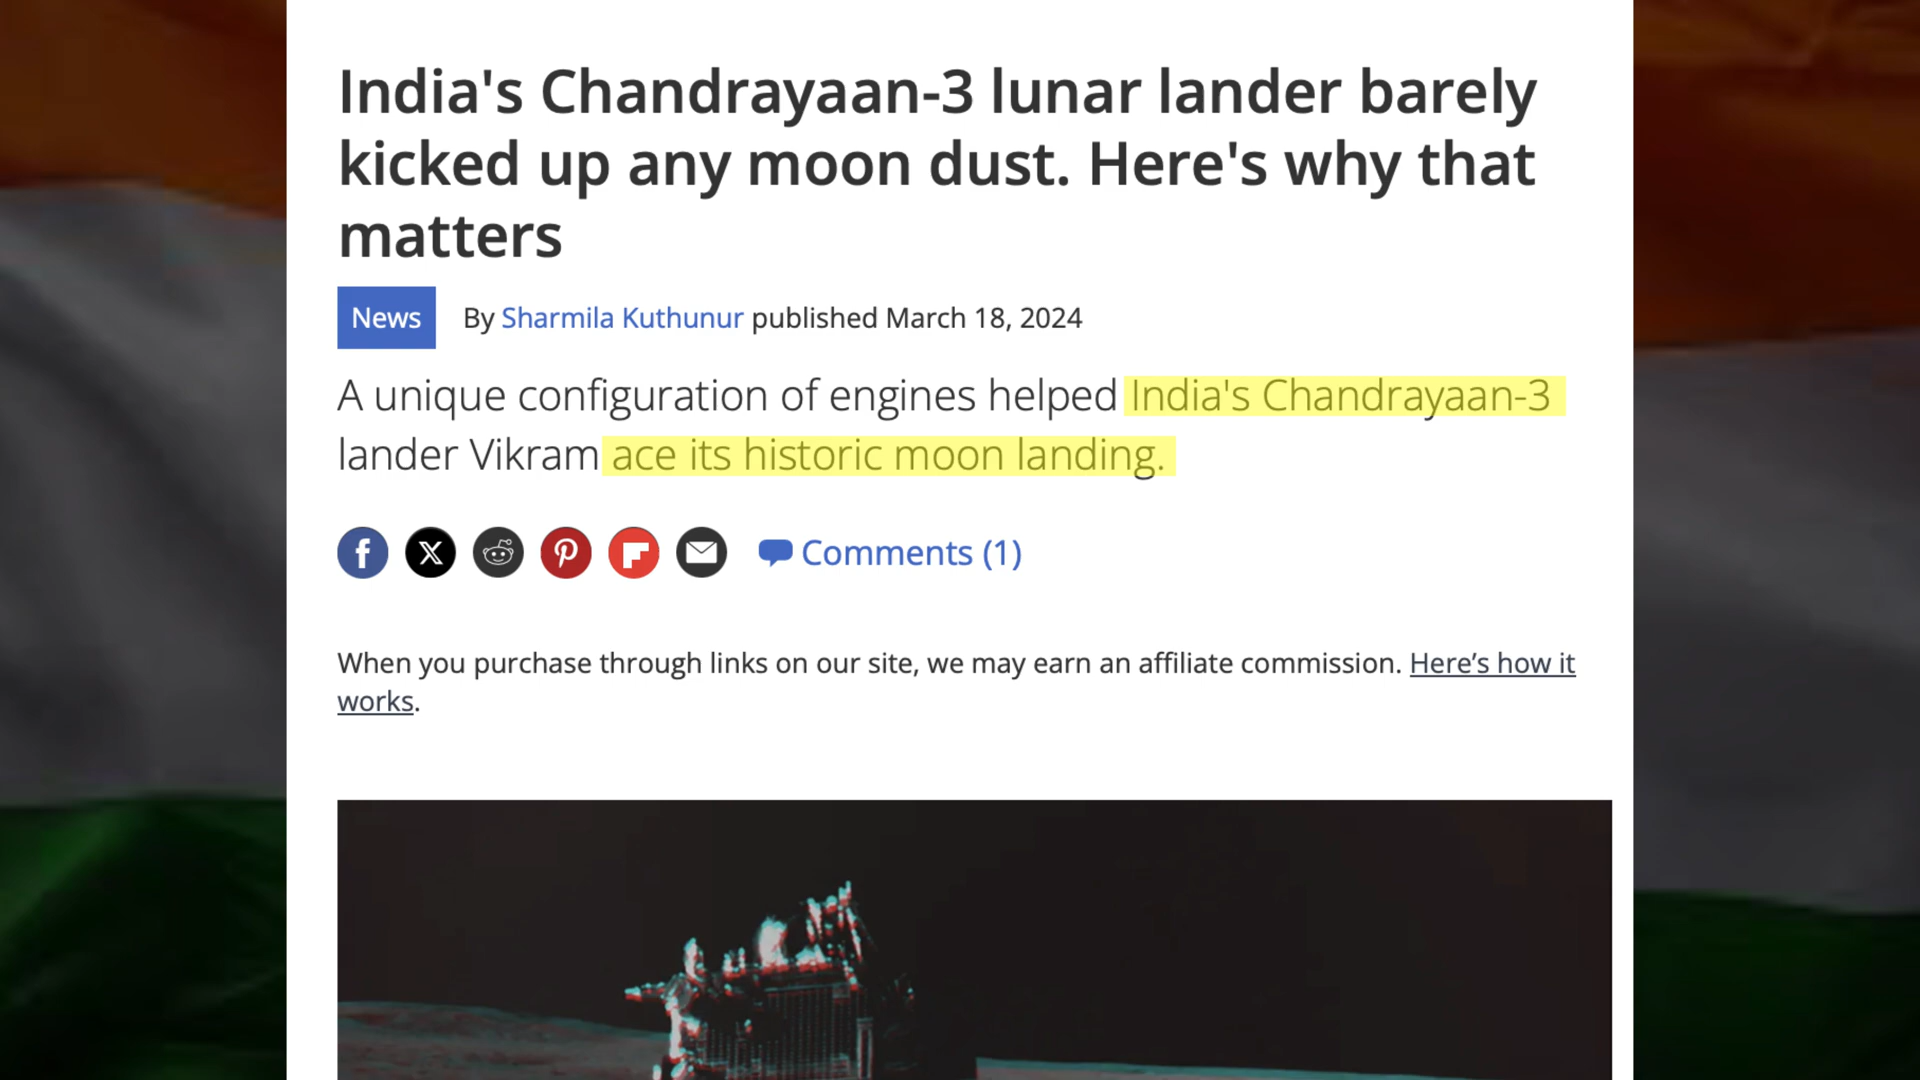 India's Chandrayaan-3 lunar lander barely
kicked up any moon dust. Here's why that
matters
News By Sharmila Kuthunur published March 18, 2024
A unique configuration of engines helped India's Chandrayaan-3
lander Vikram ace its historic moon landing.
Comments (1)
When you purchase through links on our site, we may earn an affiliate commission. Here’s how it
works.